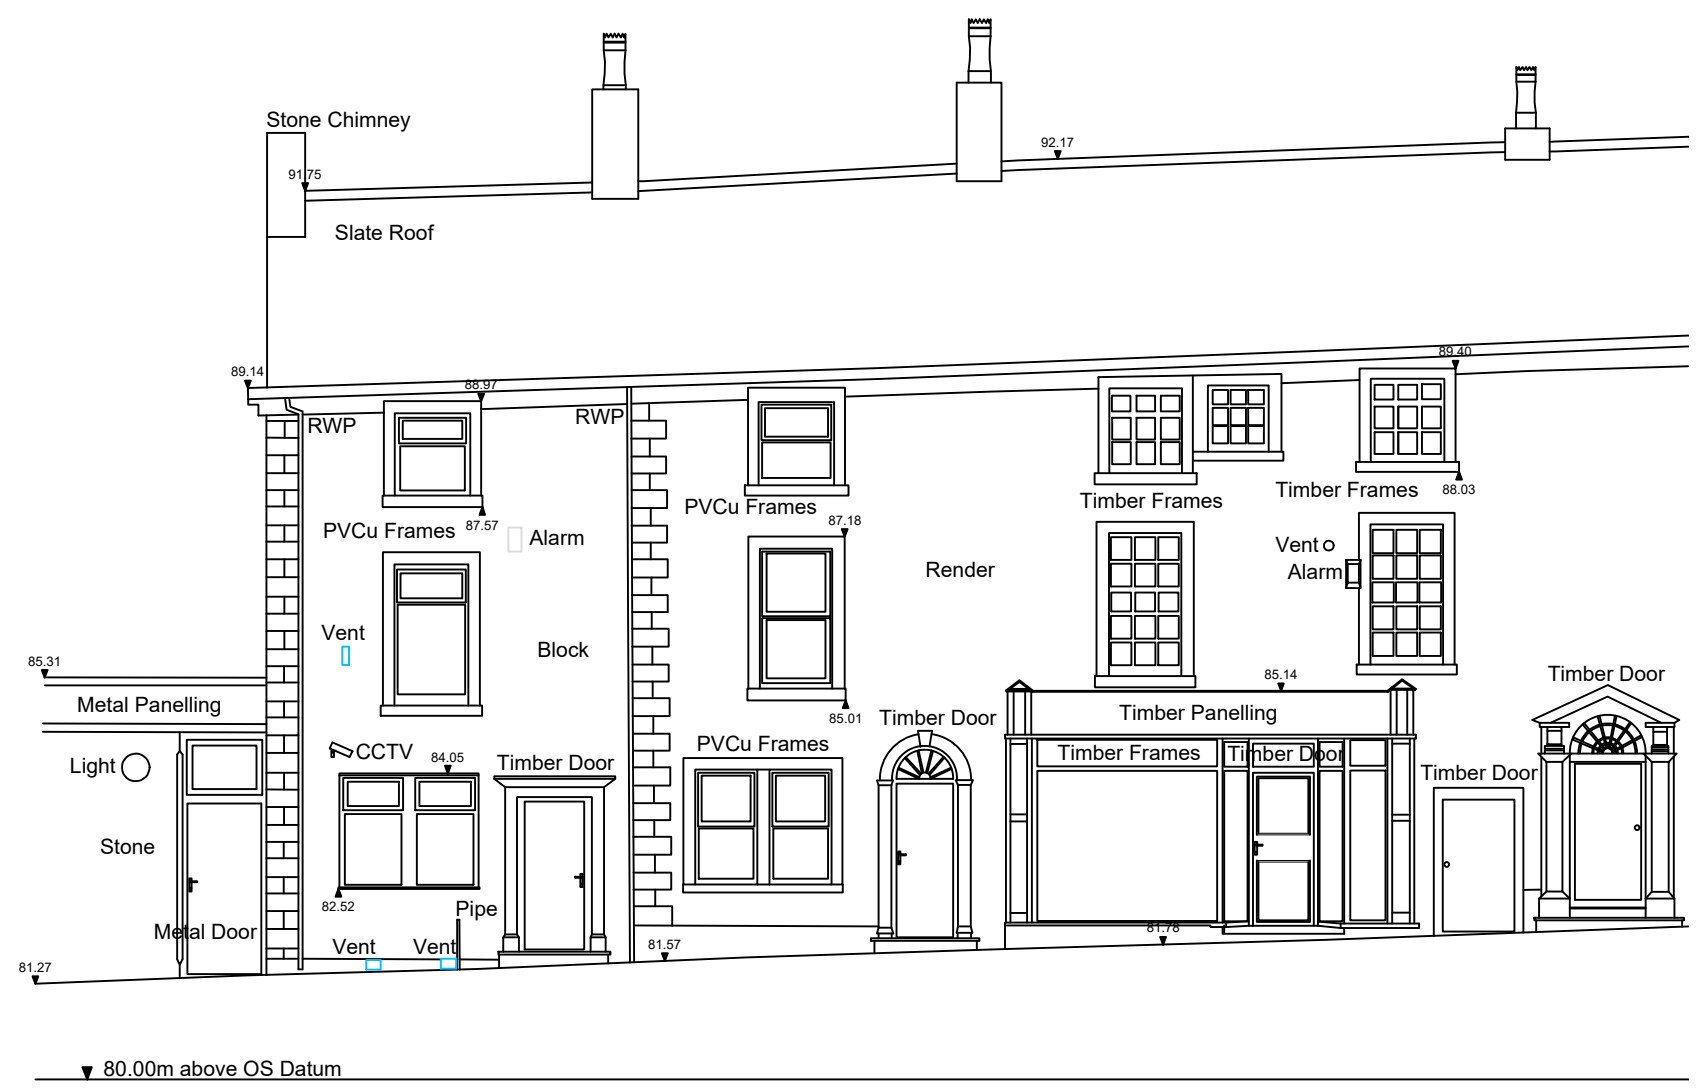 Stone Chimney
92.17
91.75
Slate Roof
89.40
89.14
88.97
RWP
RWP
PVCu Frames
Timber Frames
Timber Frames
88.03
87.57
87.18
PVCu Frames
Alarm
Vent
Alarm
Render
Vent
Block
85.31
85.14
Timber Door
Metal Panelling
85.01
Timber Door
Timber Panelling
PVCu Frames
CCTV
84.05
Timber Door
Timber Frames
Timber Door
Light
Timber Door
Stone
82.52
Pipe
Metal Door
Vent
Vent
81.57
81.78
81.27
80.00m above OS Datum